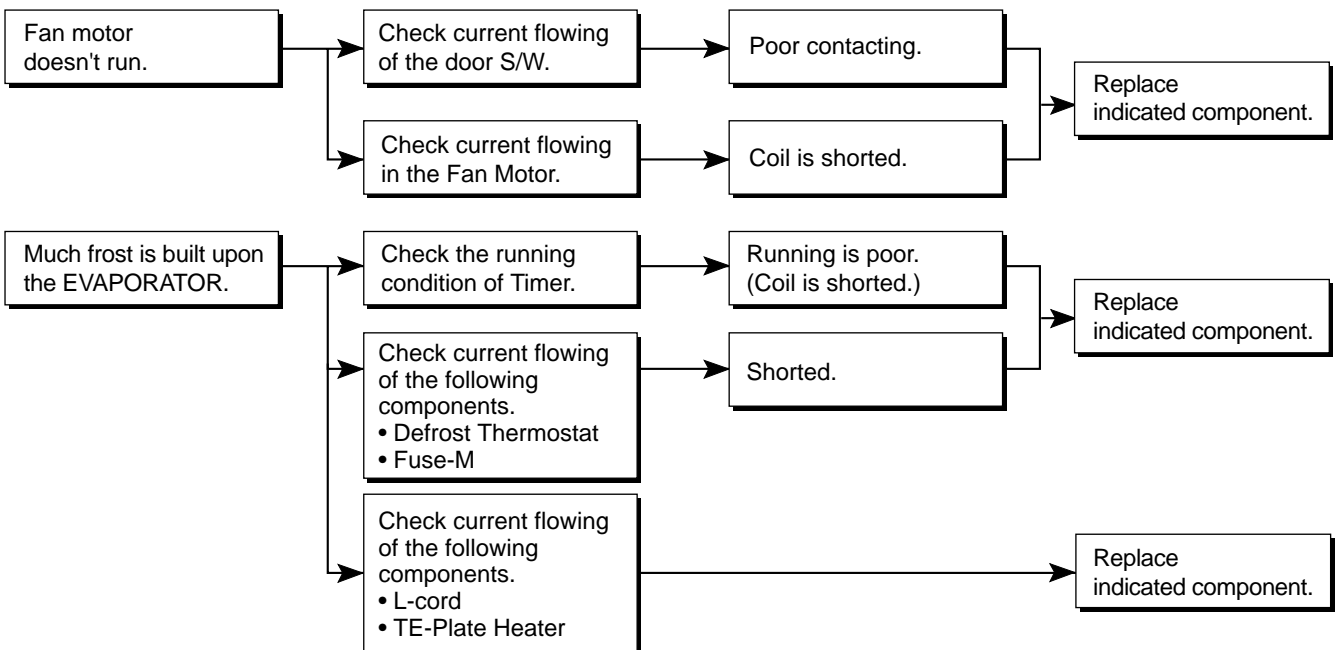 Fan motor
doesn't run.
Check current flowing
of the door S/W.
Poor contacting.
Replace
indicated component.
Check current flowing
in the Fan Motor.
Coil is shorted.
Much frost is built upon
the EVAPORATOR.
Check the running
condition of Timer.
Running is poor.
(Coil is shorted.)
Replace
indicated component.
Check current flowing
of the following
components.
• Defrost Thermostat
• Fuse-M
Shorted.
Check current flowing
of the following
components.
• L-cord
• TE-Plate Heater
Replace
indicated component.